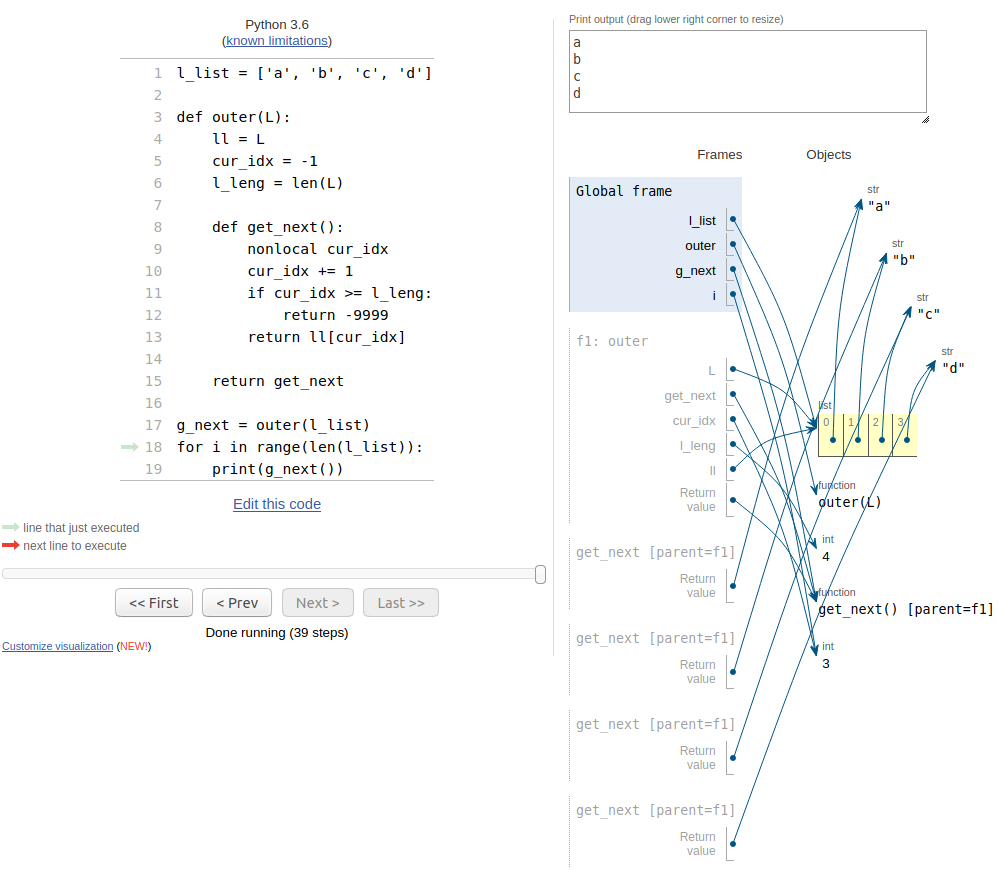 Python 3.6
(known limitations)
1 l_list = ['a', 'b', 'c', 'd']
2
3 def outer(L):
4     ll = L
5     cur_idx = -1
6     l_leng = len(L)
7
8     def get_next():
9         nonlocal cur_idx
10         cur_idx += 1
11         if cur_idx >= l_leng:
12             return -9999
13         return ll[cur_idx]
14
15     return get_next
16
17 g_next = outer(l_list)
18 for i in range(len(l_list)):
19     print(g_next())
Edit this code
line that just executed
next line to execute
<< First < Prev Next > Last >>
Done running (39 steps)
Customize visualization (NEW!)
Print output (drag lower right corner to resize)
a
b
c
d
Frames Objects
Global frame
l_list
outer
g_next
i
f1: outer
L
get_next
cur_idx
l_leng
ll
Return
value
get_next [parent=f1]
Return
value
get_next [parent=f1]
Return
value
get_next [parent=f1]
Return
value
get_next [parent=f1]
Return
value
str
"a"
str
"b"
str
"c"
str
"d"
list
0 1 2 3
function
outer(L)
int
4
function
get_next() [parent=f1]
int
3